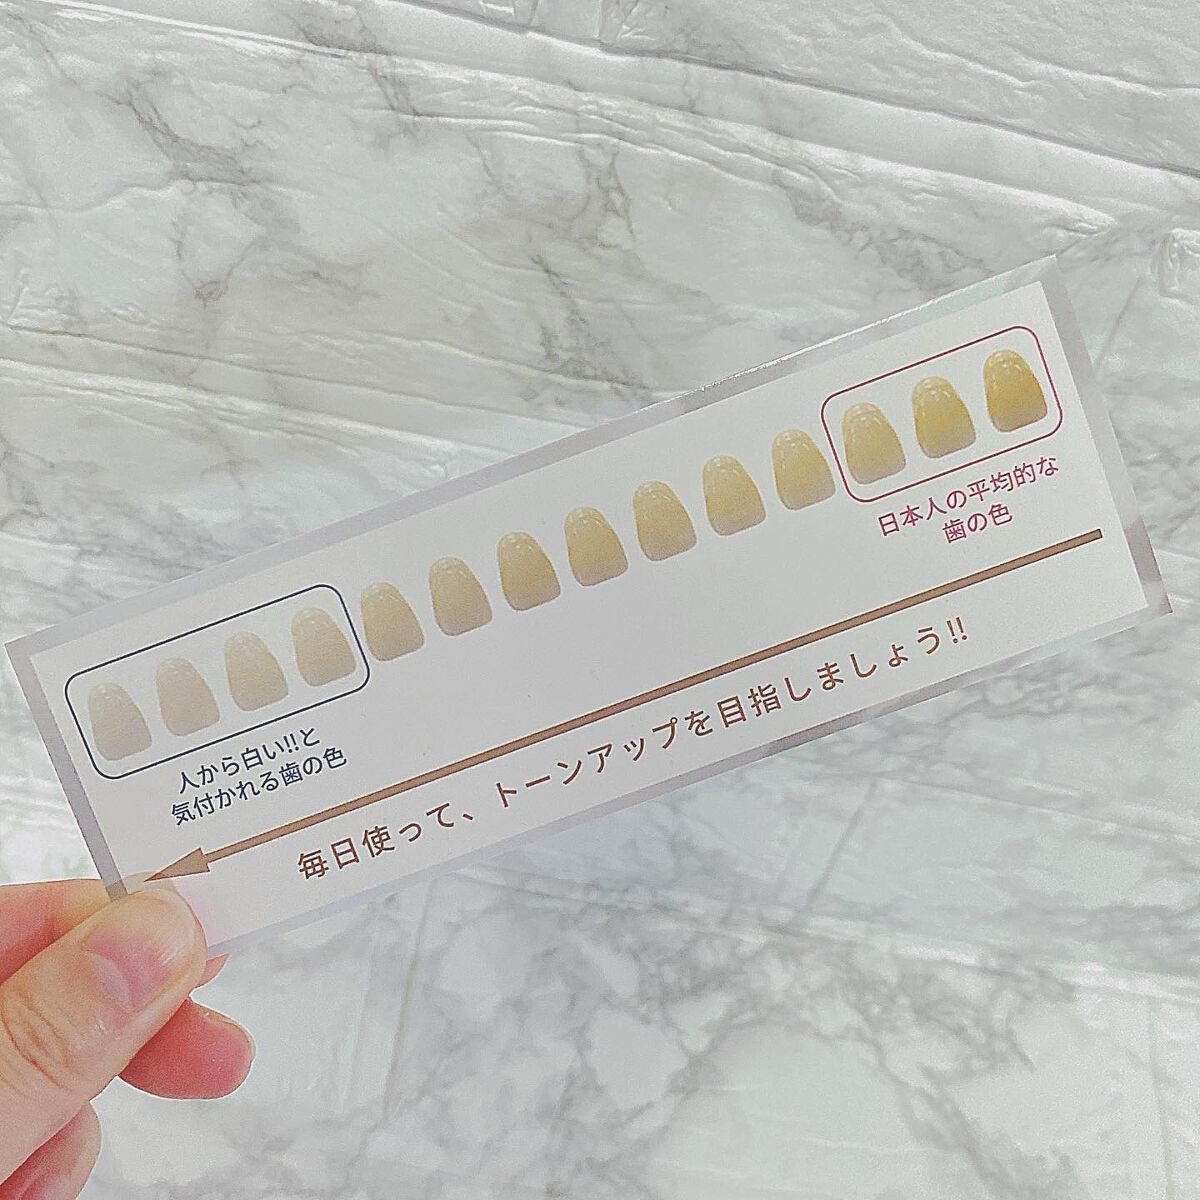 日本人の平均的な
歯の色
人から白い!!と
気付かれる歯の色
毎日使って、トーンアップを目指しましょう!!